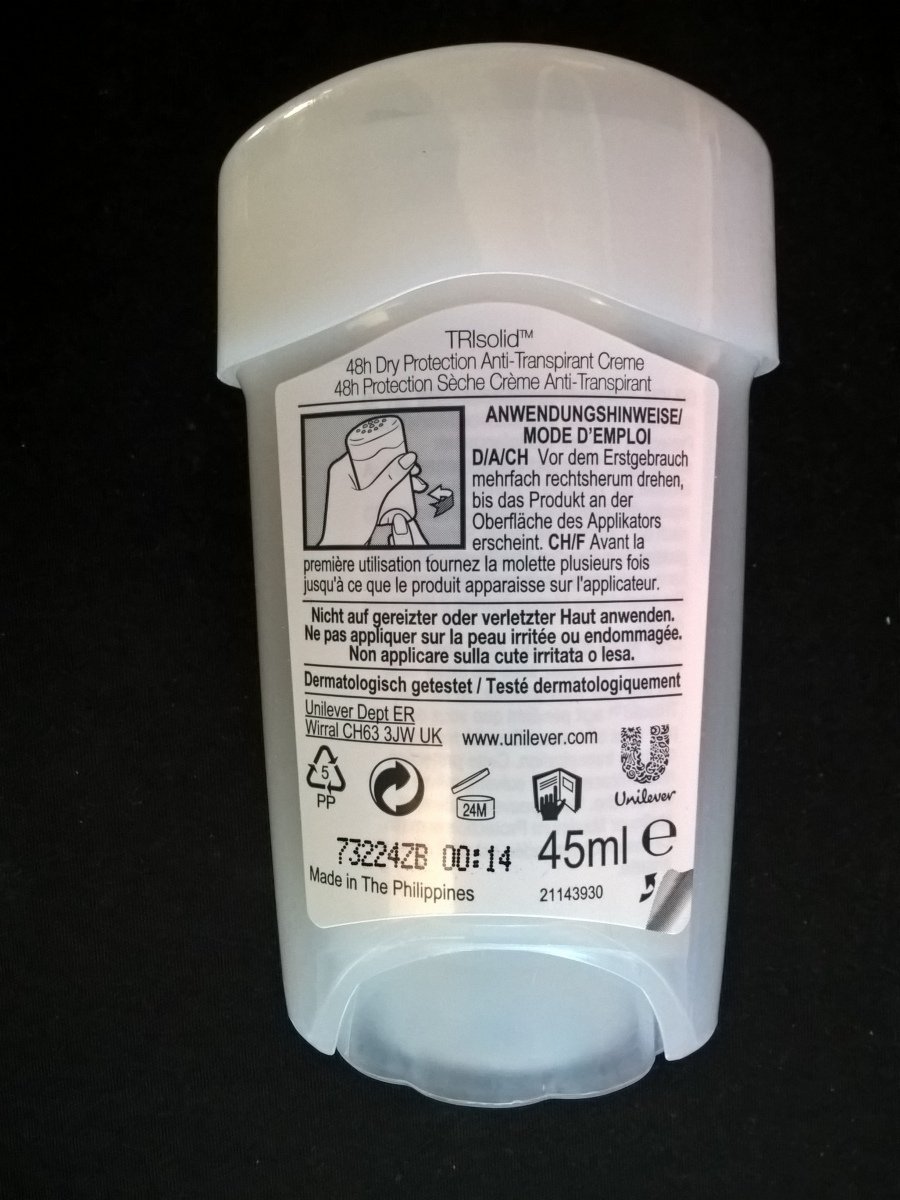 TRIsolid™
48h Dry Protection Anti-Transpirant Creme
48h Protection Sèche Crème Anti-Transpirant
ANWENDUNGSHINWEISE/
MODE D'EMPLOI
D/A/CH Vor dem Erstgebrauch
mehrfach rechtsherum drehen,
bis das Produkt an der
Oberfläche des Applikators
erscheint. CH/F Avant la
première utilisation tournez la molette plusieurs fois
jusqu'à ce que le produit apparaisse sur l'applicateur.
Nicht auf gereizter oder verletzter Haut anwenden.
Ne pas appliquer sur la peau irritée ou endommagée.
Non applicare sulla cute irritata o lesa.
Dermatologisch getestet / Testé dermatologiquement
Unilever Dept ER
Wirral CH63 3JW UK
www.unilever.com
Unilever
5
PP
24M
73224ZB 00:14
45ml e
Made in The Philippines
21143930